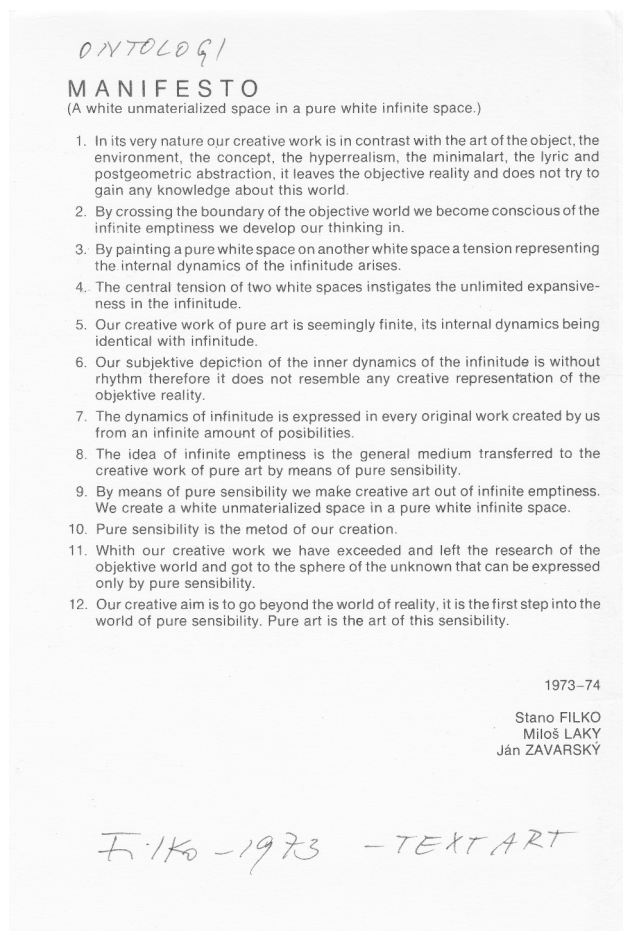 ONTOLOGI
MANIFESTO
(A white unmaterialized space in a pure white infinite space.)
1. In its very nature our creative work is in contrast with the art of the object, the
environment, the concept, the hyperrealism, the minimalart, the lyric and
postgeometric abstraction, it leaves the objective reality and does not try to
gain any knowledge about this world.
2. By crossing the boundary of the objective world we become conscious of the
infinite emptiness we develop our thinking in.
3. By painting a pure white space on another white space a tension representing
the internal dynamics of the infinitude arises.
4. The central tension of two white spaces instigates the unlimited expansive-
ness in the infinitude.
5. Our creative work of pure art is seemingly finite, its internal dynamics being
identical with infinitude.
6. Our subjektive depiction of the inner dynamics of the infinitude is without
rhythm therefore it does not resemble any creative representation of the
objektive reality.
7. The dynamics of infinitude is expressed in every original work created by us
from an infinite amount of posibilities.
8. The idea of infinite emptiness is the general medium transferred to the
creative work of pure art by means of pure sensibility.
9. By means of pure sensibility we make creative art out of infinite emptiness.
We create a white unmaterialized space in a pure white infinite space.
10. Pure sensibility is the metod of our creation.
11. Whith our creative work we have exceeded and left the research of the
objektive world and got to the sphere of the unknown that can be expressed
only by pure sensibility.
12. Our creative aim is to go beyond the world of reality, it is the first step into the
world of pure sensibility. Pure art is the art of this sensibility.
1973–74
Stano FILKO
Miloš LAKY
Ján ZAVARSKÝ
Filko – 1973 – TEXT ART